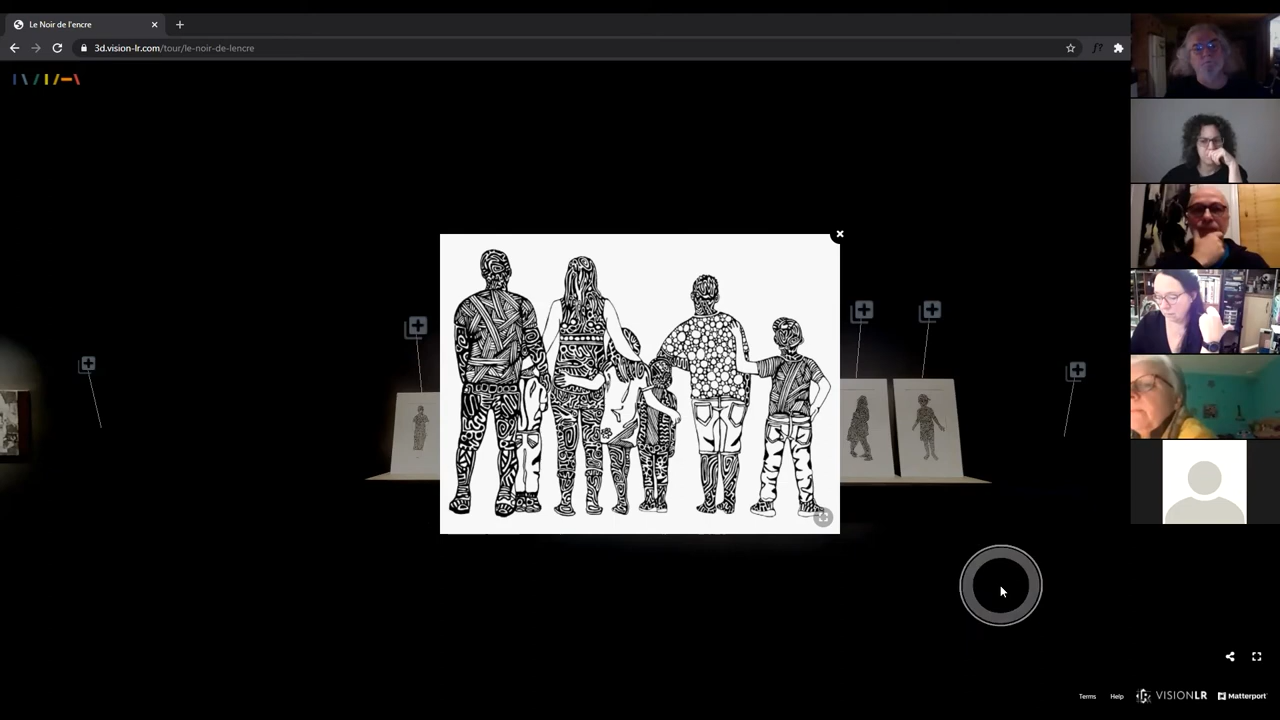 Le Noir de l'encre
3d.vision-lr.com/tour/le-noir-de-lencre
f?
Terms
Help
VISIONLR
Matterport